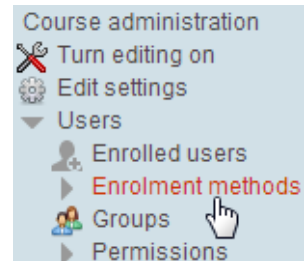 Course administration
Turn editing on
Edit settings
Users
Enrolled users
Enrolment methods
Groups
Permissions